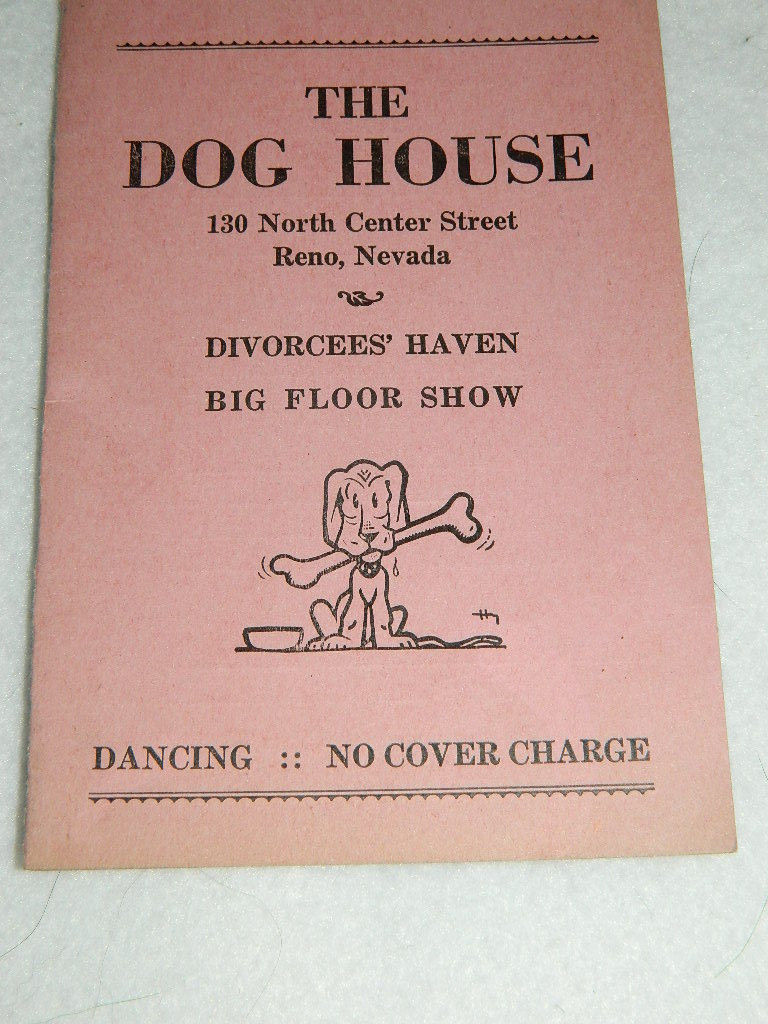 THE
DOG HOUSE
130 North Center Street
Reno, Nevada
DIVORCEES' HAVEN
BIG FLOOR SHOW
DANCING :: NO COVER CHARGE